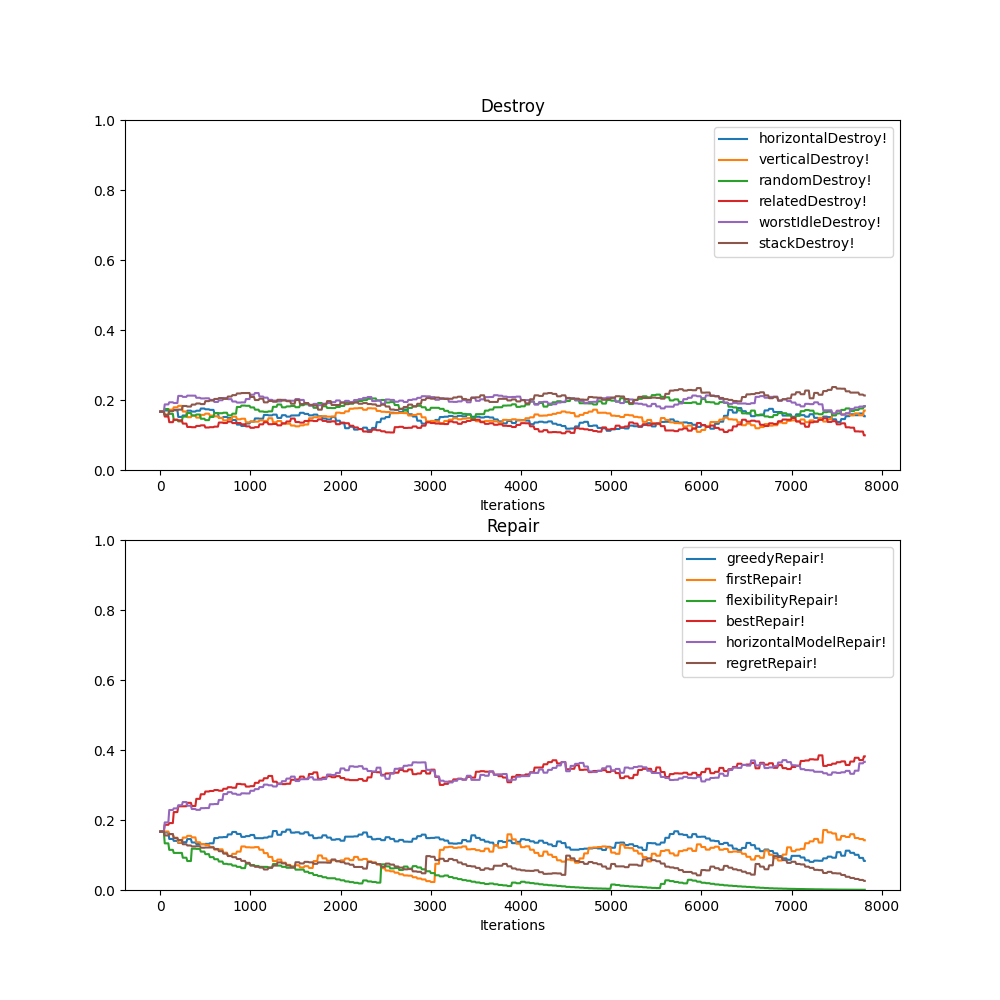 Destroy
1.0
0.8
0.6
0.4
0.2
0.0
horizontalDestroy!
verticalDestroy!
randomDestroy!
relatedDestroy!
worstIdleDestroy!
stackDestroy!
0 1000 2000 3000 4000 5000 6000 7000 8000
Iterations
Repair
1.0
0.8
0.6
0.4
0.2
0.0
greedyRepair!
firstRepair!
flexibilityRepair!
bestRepair!
horizontalModelRepair!
regretRepair!
0 1000 2000 3000 4000 5000 6000 7000 8000
Iterations